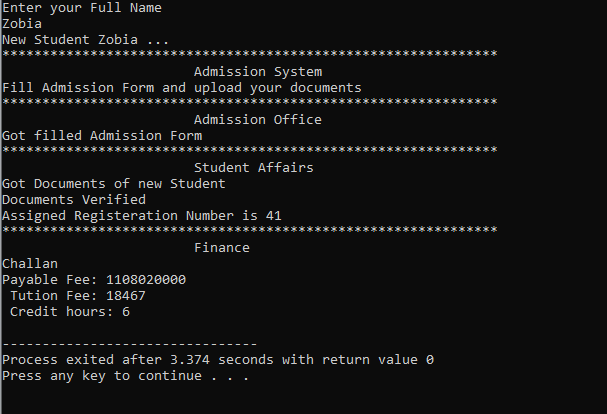 Enter your Full Name
Zobia
New Student Zobia ...
**************************************************************
Admission System
Fill Admission Form and upload your documents
**************************************************************
Admission Office
Got filled Admission Form
**************************************************************
Student Affairs
Got Documents of new Student
Documents Verified
Assigned Registeration Number is 41
**************************************************************
Finance
Challan
Payable Fee: 1108020000
Tution Fee: 18467
Credit hours: 6
--------------------------------
Process exited after 3.374 seconds with return value 0
Press any key to continue . . .